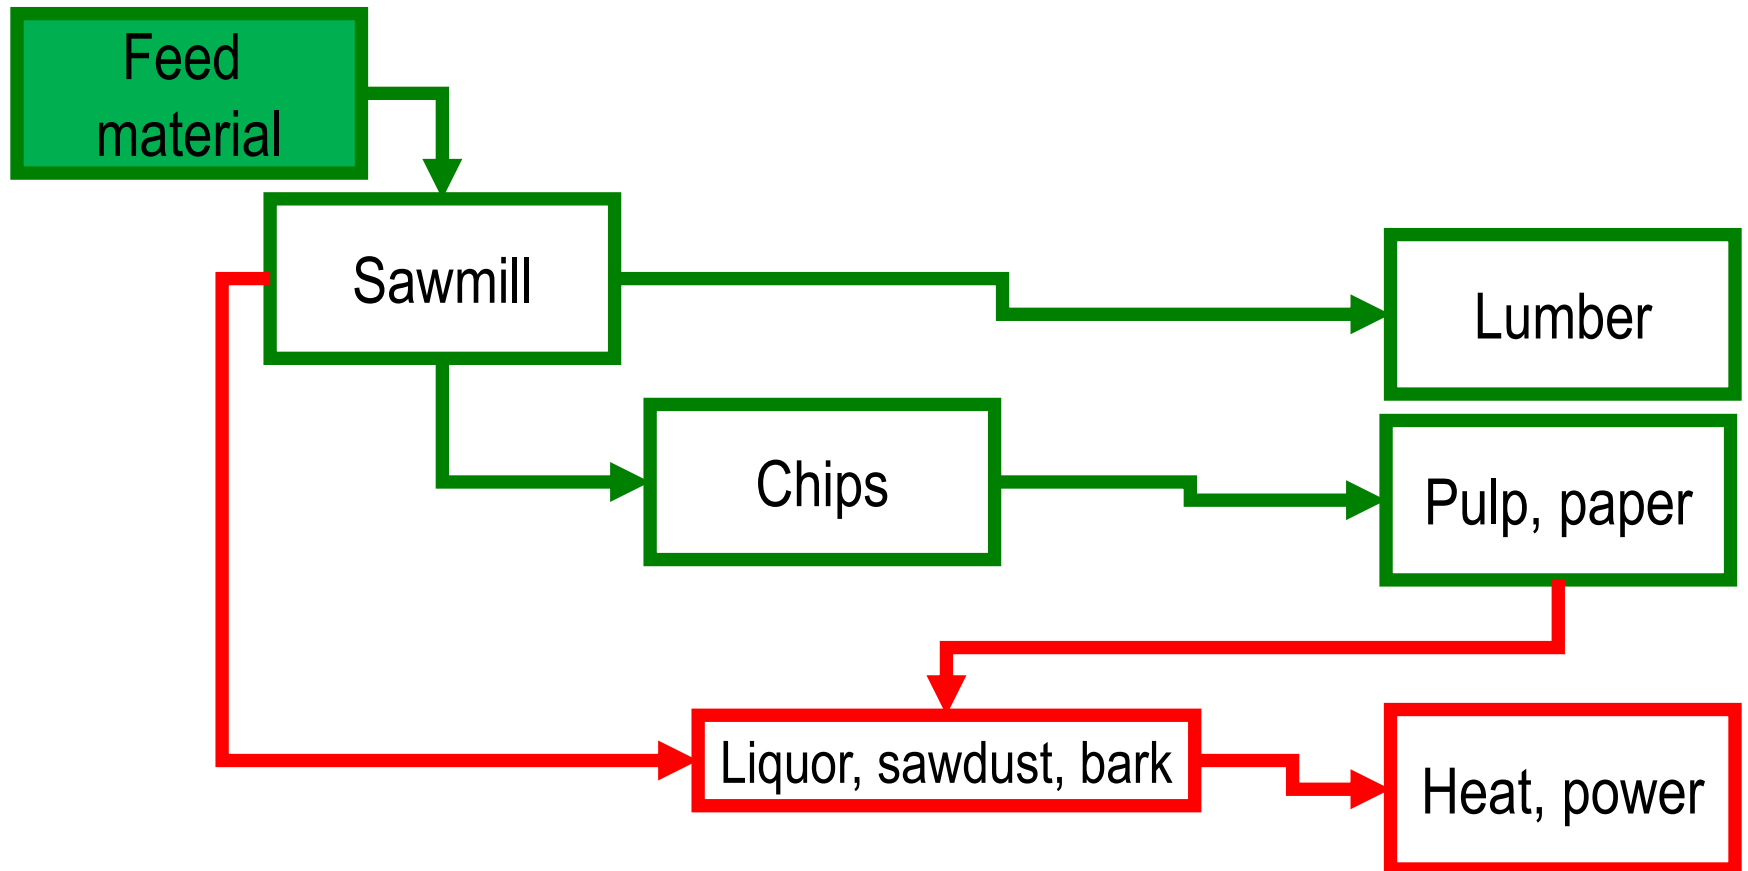 Feed
material
Sawmill
Lumber
Chips
Pulp, paper
Liquor, sawdust, bark
Heat, power